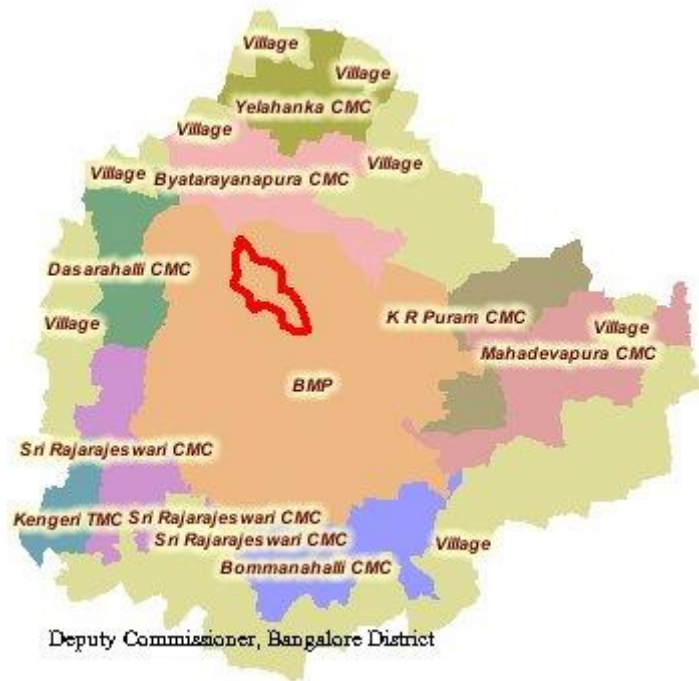 Village
Village
Yelahanka CMC
Village
Village
Village
Byatarayanapura CMC
Dasarahalli CMC
Village
K R Puram CMC
Village
Mahadevapura CMC
BMP
Sri Rajarajeswari CMC
Kengeri TMC
Sri Rajarajeswari CMC
Sri Rajarajeswari CMC
Village
Bommanahalli CMC
Deputy Commissioner, Bangalore District